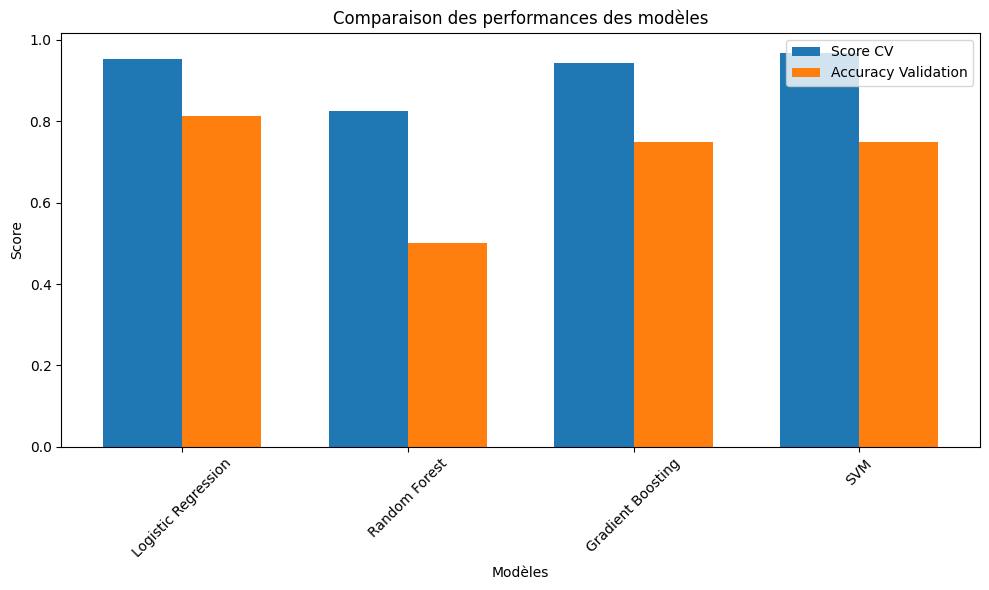 Comparaison des performances des modèles
Score CV
Accuracy Validation
1.0
0.8
0.6
0.4
0.2
0.0
Score
Logistic Regression
Random Forest
Gradient Boosting
SVM
Modèles